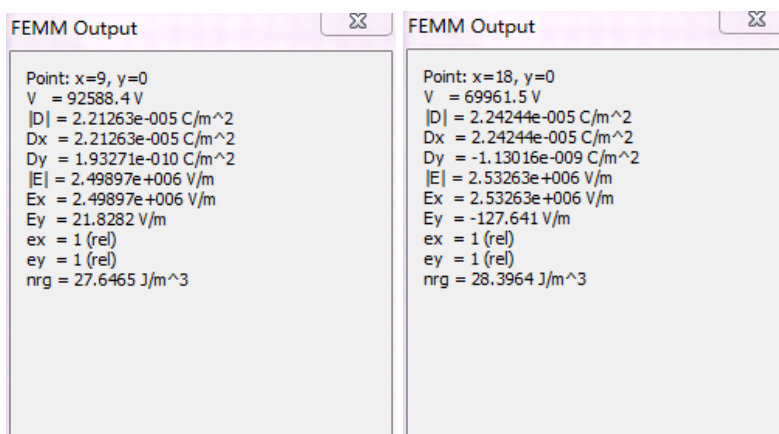 FEMM Output
Point: x=9, y=0
V = 92588.4 V
|D| = 2.21263e-005 C/m^2
Dx = 2.21263e-005 C/m^2
Dy = 1.93271e-010 C/m^2
|E| = 2.49897e+006 V/m
Ex = 2.49897e+006 V/m
Ey = 21.8282 V/m
ex = 1 (rel)
ey = 1 (rel)
nrg = 27.6465 J/m^3
FEMM Output
Point: x=18, y=0
V = 69961.5 V
|D| = 2.24244e-005 C/m^2
Dx = 2.24244e-005 C/m^2
Dy = -1.13016e-009 C/m^2
|E| = 2.53263e+006 V/m
Ex = 2.53263e+006 V/m
Ey = -127.641 V/m
ex = 1 (rel)
ey = 1 (rel)
nrg = 28.3964 J/m^3